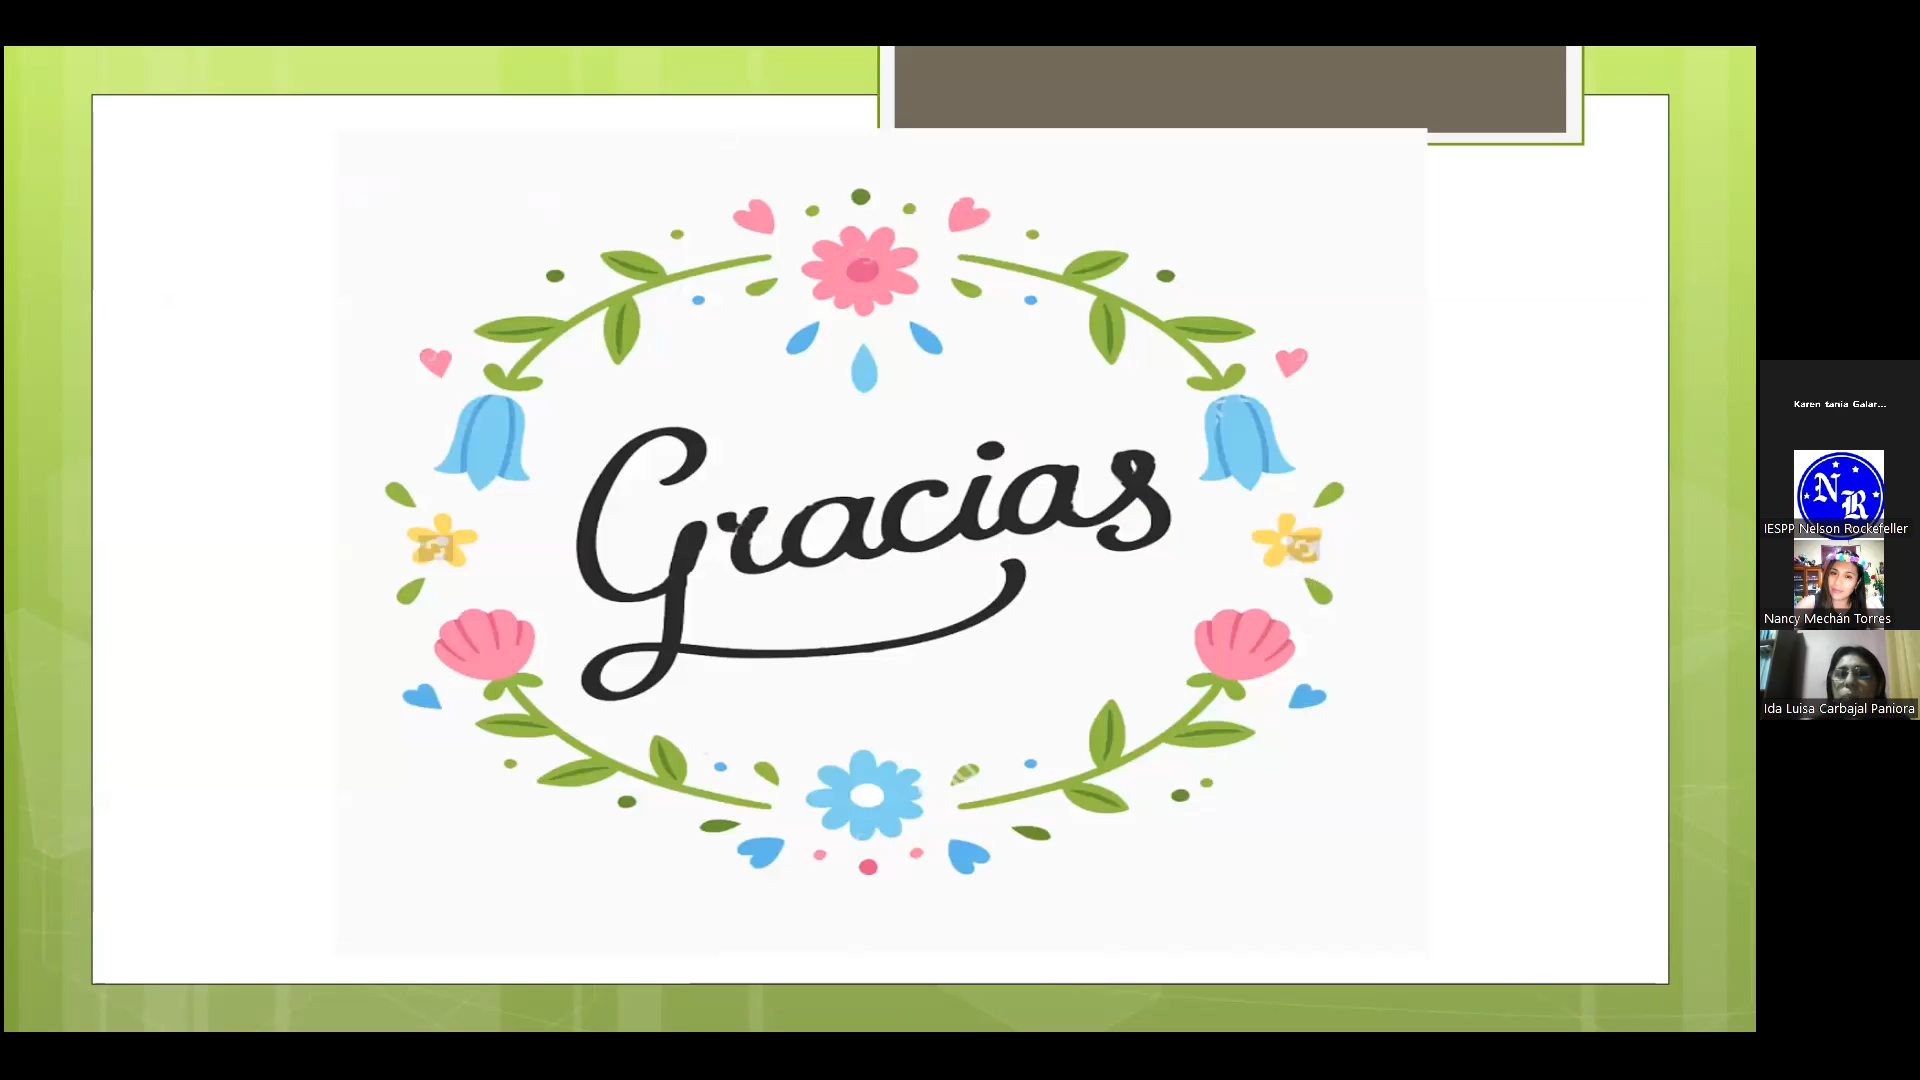 Gracias
Karen tania Galar...
N R
IESPP Nelson Rockefeller
Nancy Mechán Torres
Ida Luisa Carbajal Paniora